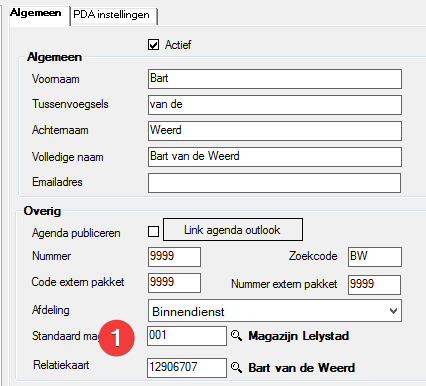 Algemeen PDA instellingen
Actief
Algemeen
Voornaam Bart
Tussenvoegsels van de
Achternaam Weerd
Volledige naam Bart van de Weerd
Emailadres
Overig
Agenda publiceren Link agenda outlook
Nummer 9999 Zoekcode BW
Code extern pakket 9999 Nummer extern pakket 9999
Afdeling Binnendienst
Standaard 1 001 Magazijn Lelystad
Relatiekaart 12906707 Bart van de Weerd